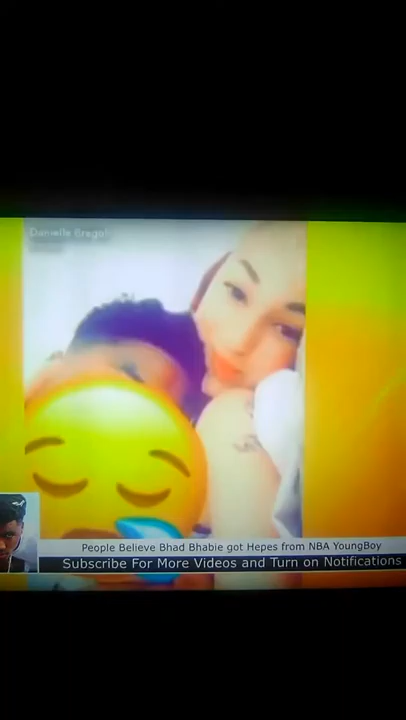 Danielle Bregoli
People Believe Bhad Bhabie got Hepes from NBA YoungBoy
Subscribe For More Videos and Turn on Notifications